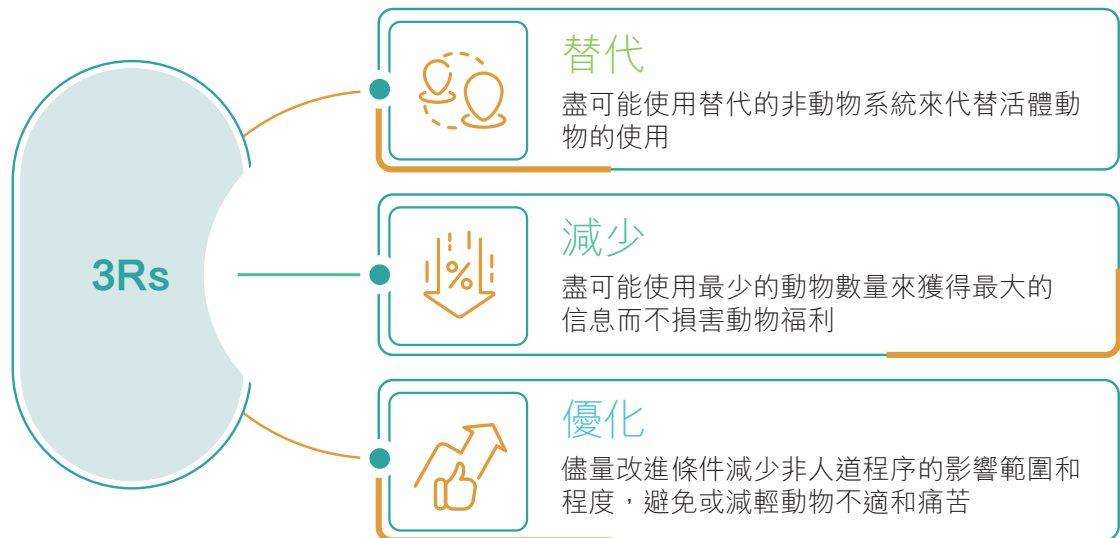 3Rs
替代
盡可能使用替代的非動物系統來代替活體動
物的使用
減少
盡可能使用最少的動物數量來獲得最大的
信息而不損害動物福利
優化
儘量改進條件減少非人道程序的影響範圍和
程度，避免或減輕動物不適和痛苦
%